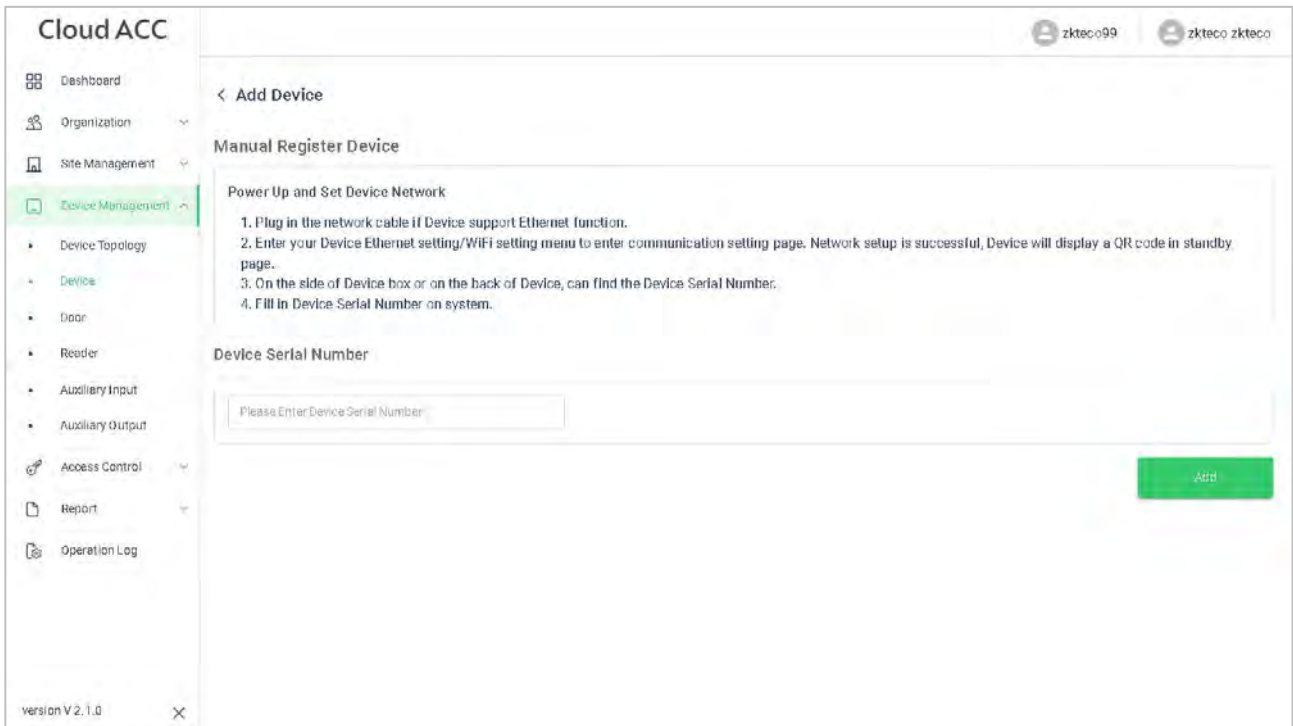 Cloud ACC
zkteco99
zkteco zkteco
Dashboard
Organization
Site Management
Device Management
Device Topology
Device
Door
Reader
Auxiliary Input
Auxiliary Output
Access Control
Report
Operation Log
version V 2.1.0
< Add Device
Manual Register Device
Power Up and Set Device Network
1. Plug in the network cable if Device support Ethernet function.
2. Enter your Device Ethernet setting/WiFi setting menu to enter communication setting page. Network setup is successful, Device will display a QR code in standby
page.
3. On the side of Device box or on the back of Device, can find the Device Serial Number.
4. Fill in Device Serial Number on system.
Device Serial Number
Please Enter Device Serial Number
Add